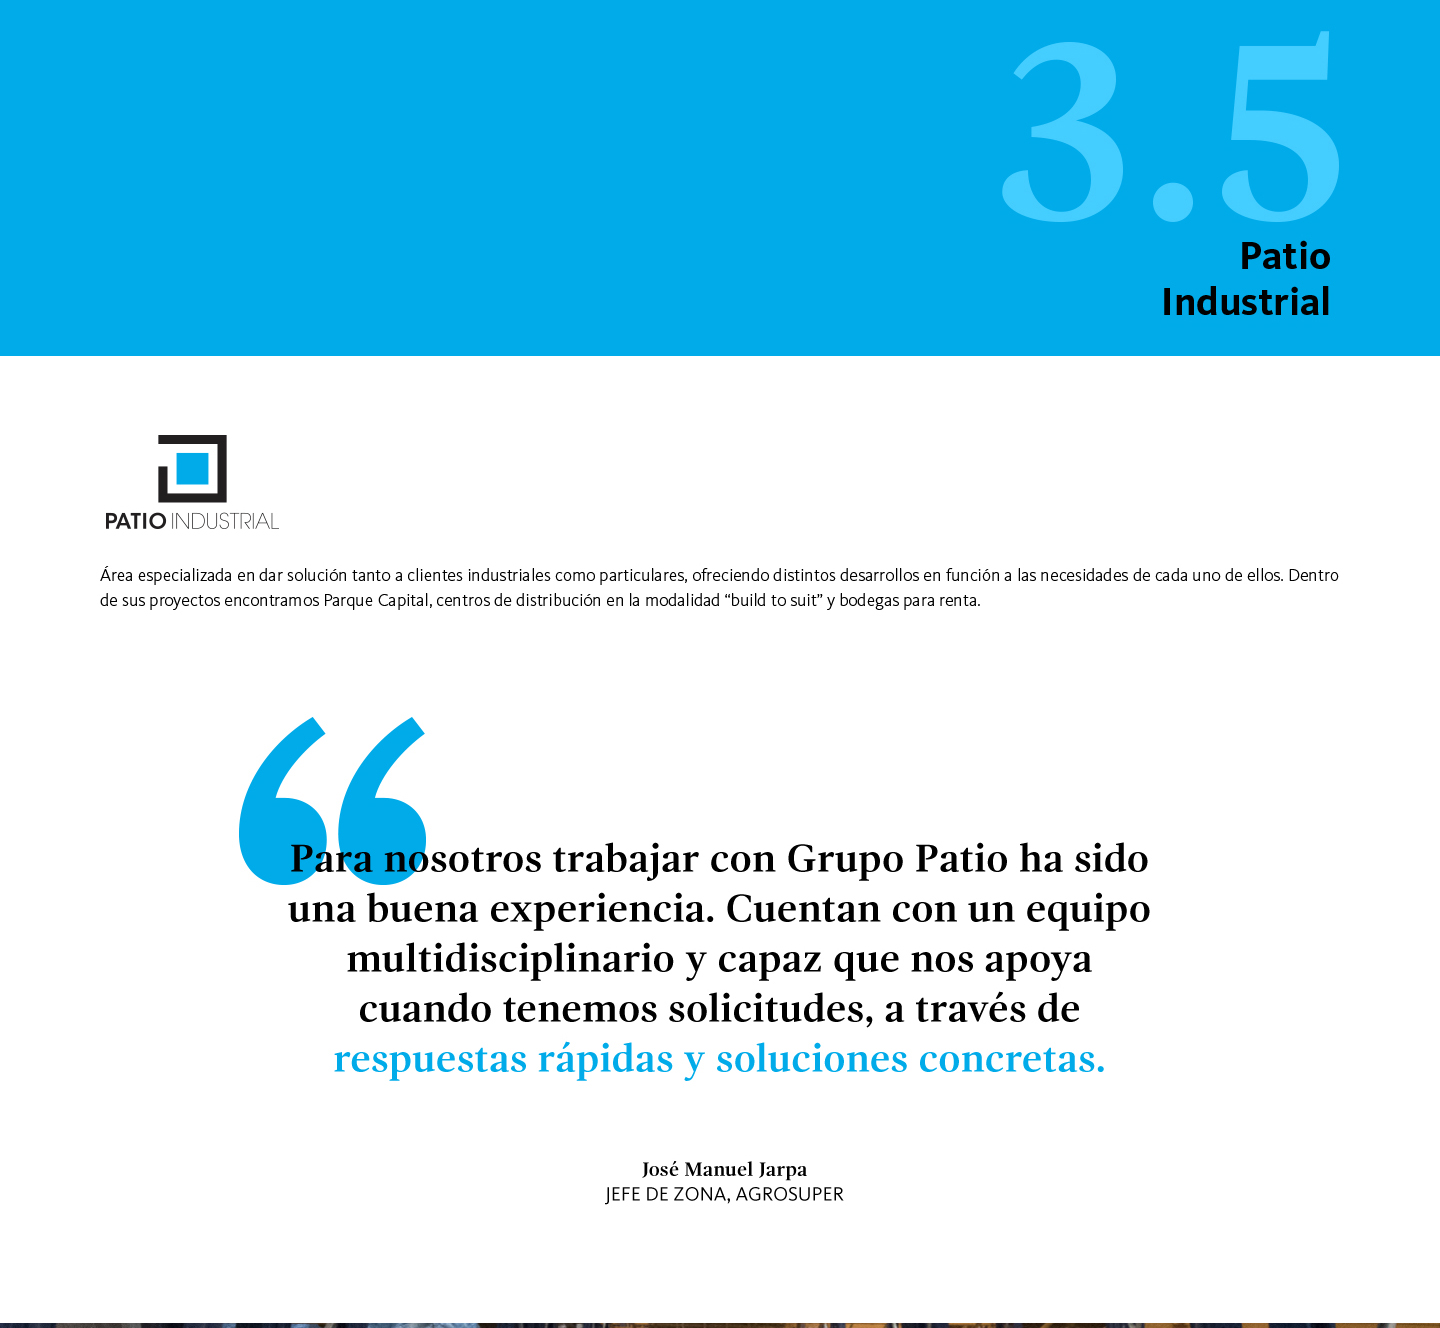 3.5
Patio
Industrial
PATIO INDUSTRIAL
Área especializada en dar solución tanto a clientes industriales como particulares, ofreciendo distintos desarrollos en función a las necesidades de cada uno de ellos. Dentro
de sus proyectos encontramos Parque Capital, centros de distribución en la modalidad “build to suit” y bodegas para renta.
“
Para nosotros trabajar con Grupo Patio ha sido
una buena experiencia. Cuentan con un equipo
multidisciplinario y capaz que nos apoya
cuando tenemos solicitudes, a través de
respuestas rápidas y soluciones concretas.
José Manuel Jarpa
JEFE DE ZONA, AGROSUPER